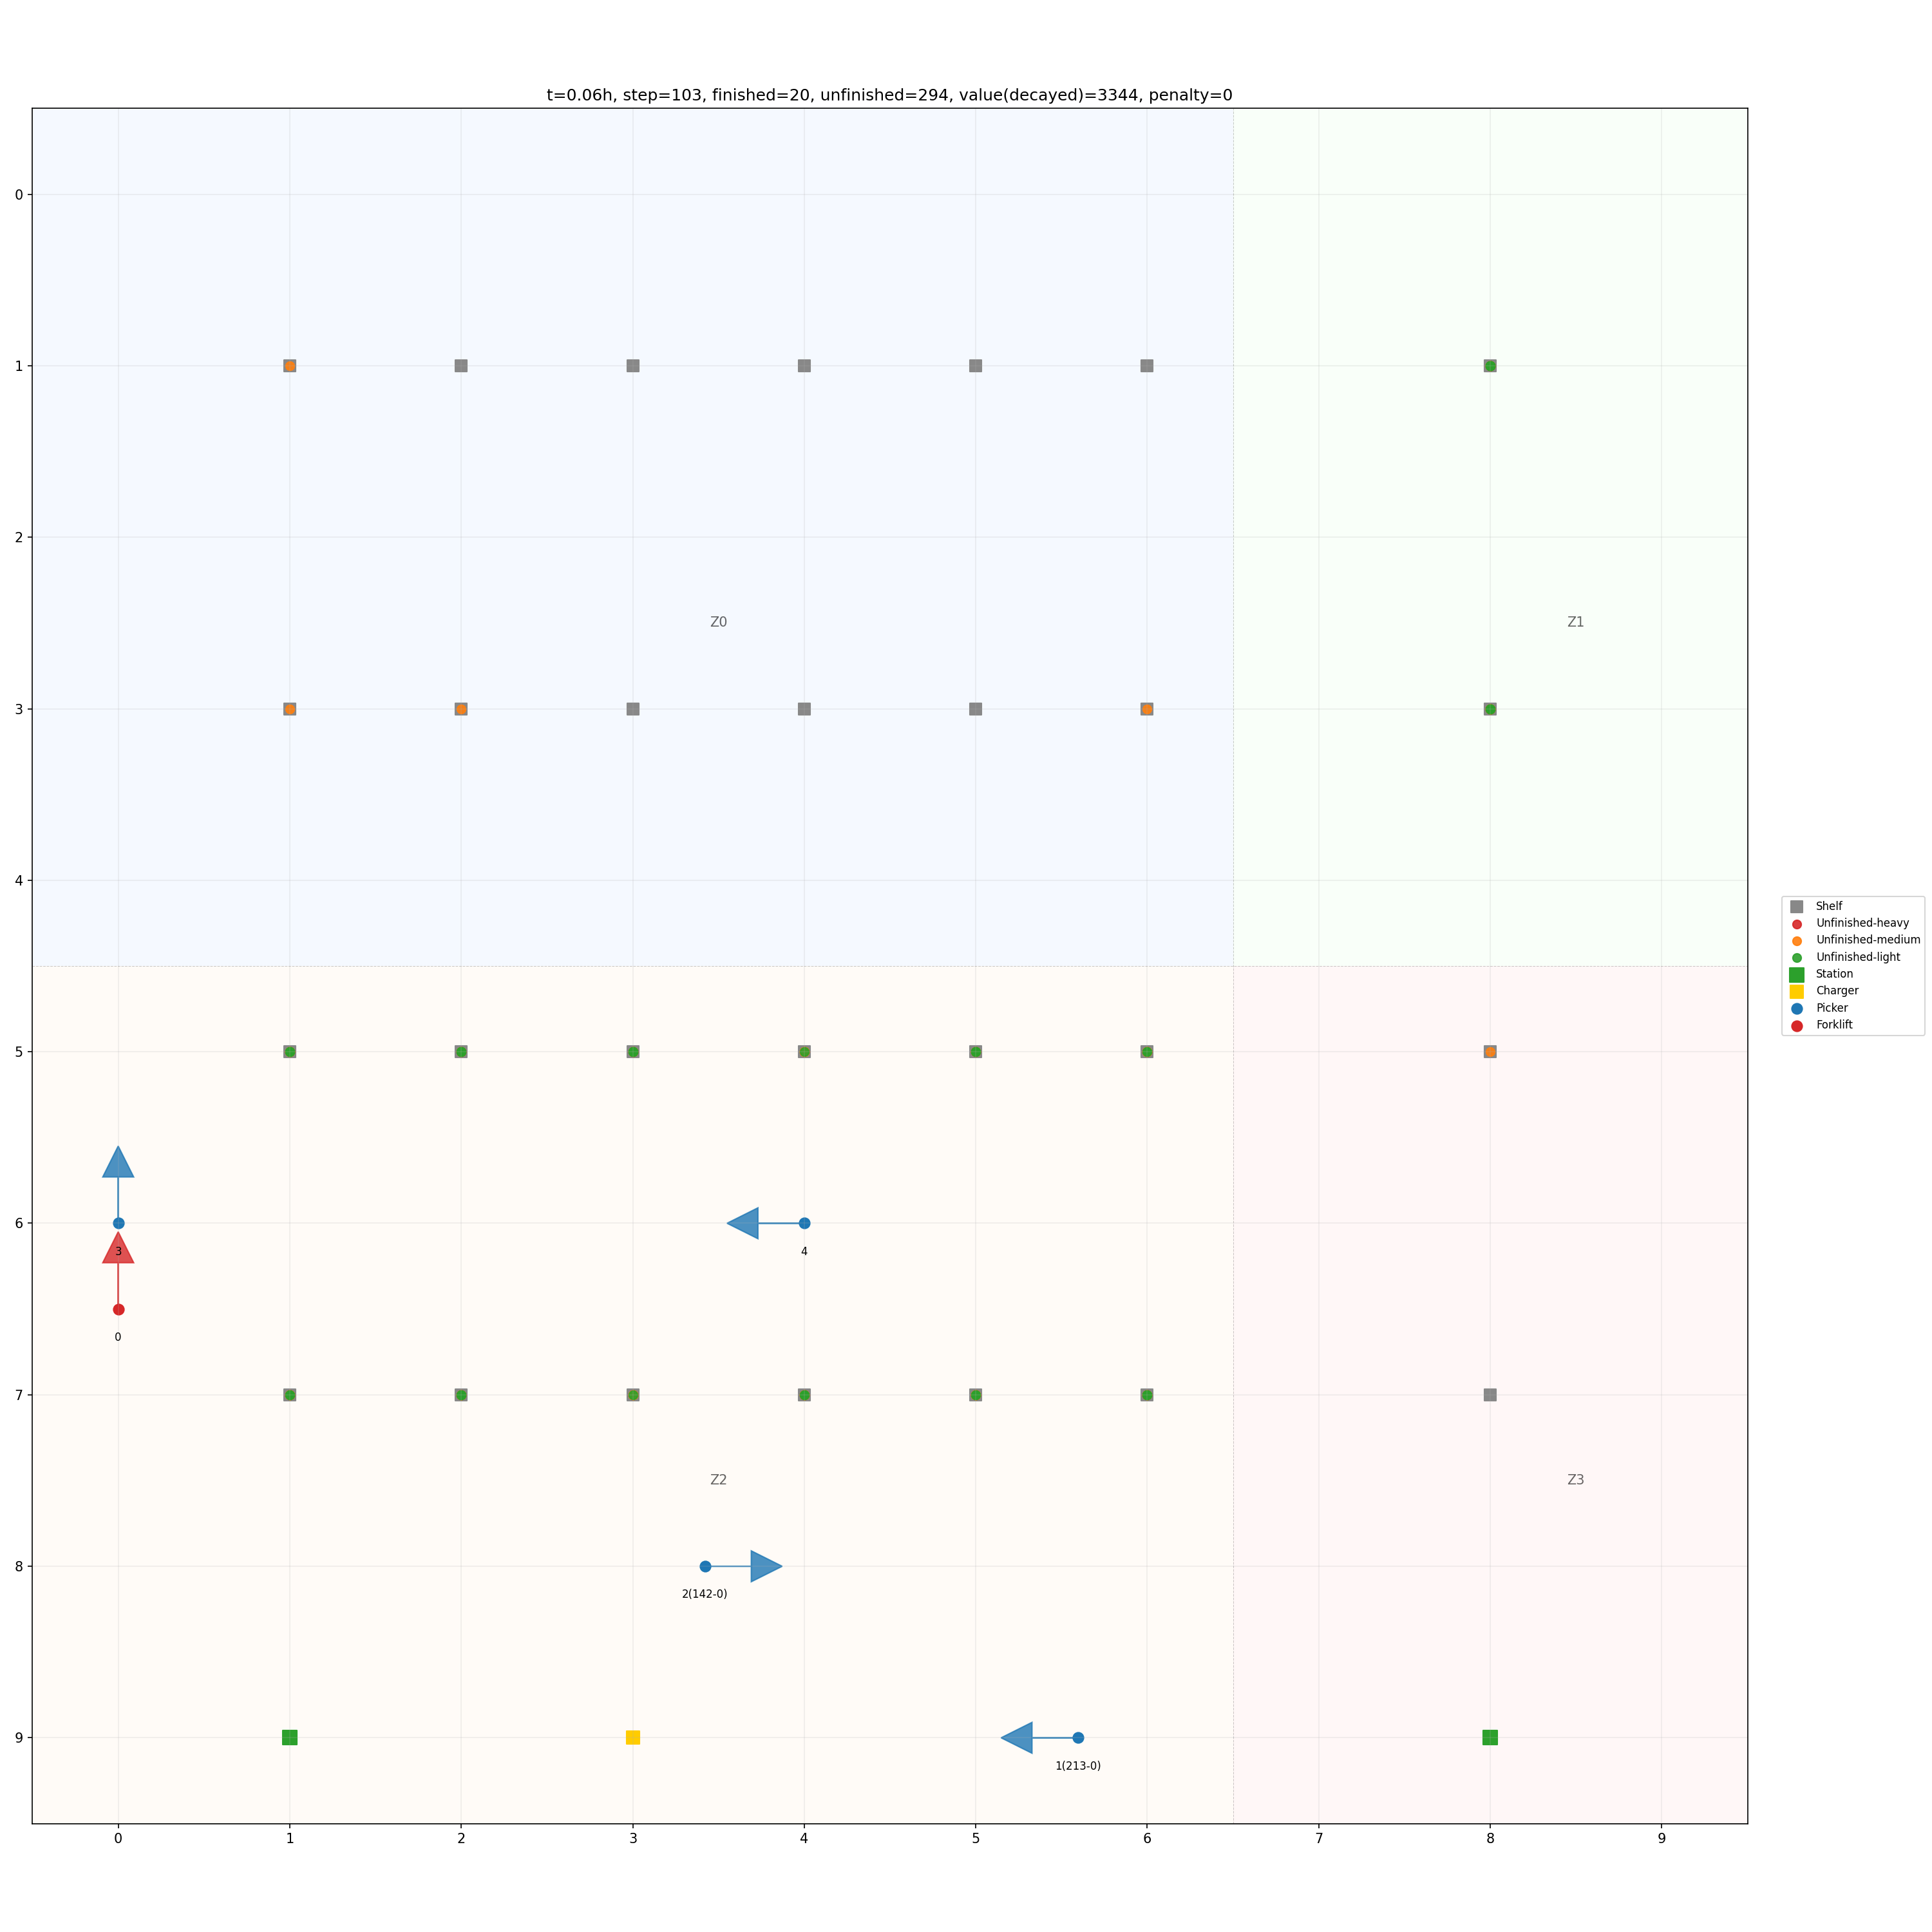 t=0.06h, step=103, finished=20, unfinished=294, value(decayed)=3344, penalty=0
0
1
2
Z0
Z1
3
4
Shelf
Unfinished-heavy
Unfinished-medium
Unfinished-light
Station
Charger
Picker
Forklift
5
6
3
4
0
7
Z2
Z3
8
2(142-0)
9
1(213-0)
0 1 2 3 4 5 6 7 8 9